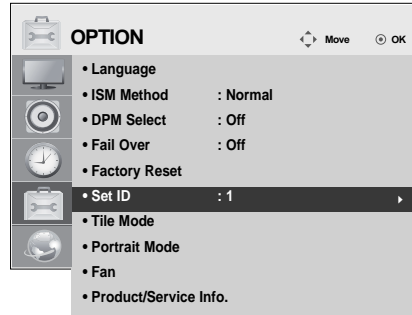 OPTION Move OK
• Language
• ISM Method : Normal
• DPM Select : Off
• Fail Over : Off
• Factory Reset
• Set ID : 1
• Tile Mode
• Portrait Mode
• Fan
• Product/Service Info.